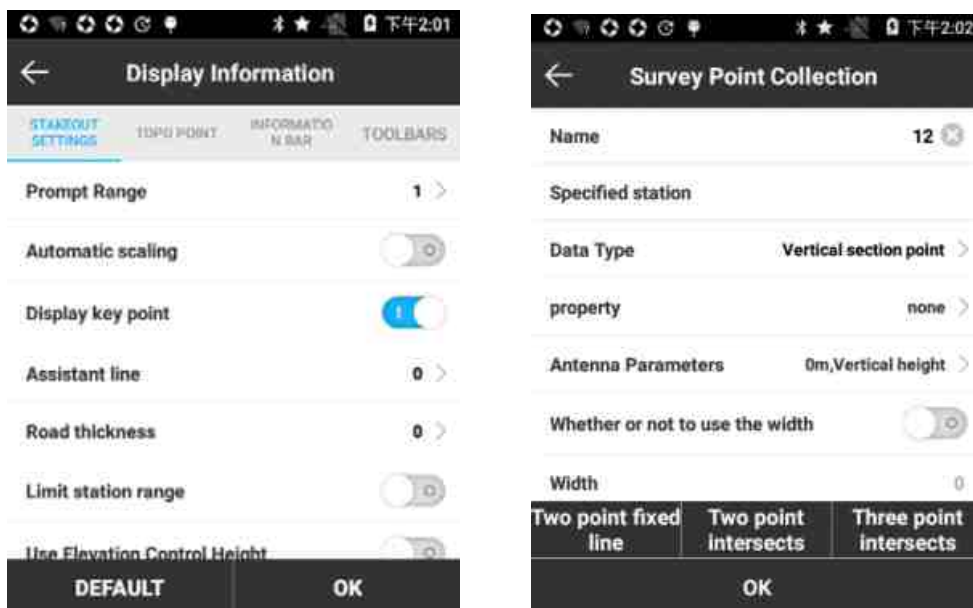 下午2:01
Display Information
STAKEOUT SETTINGS
TOPO POINT
INFORMATIO
N BAR
TOOLBARS
Prompt Range 1
Automatic scaling
Display key point
Assistant line 0
Road thickness 0
Limit station range
Use Elevation Control Height
DEFAULT OK
下午2:02
Survey Point Collection
Name 12
Specified station
Data Type Vertical section point
property none
Antenna Parameters 0m,Vertical height
Whether or not to use the width
Width 0
Two point fixed
line
Two point
intersects
Three point
intersects
OK